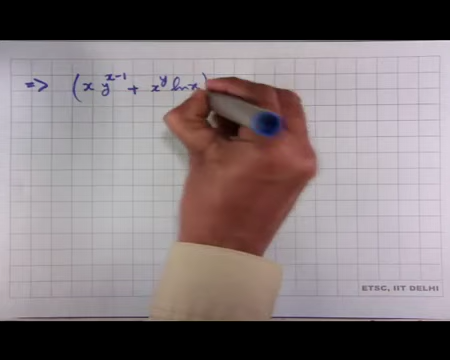 => (x y^{x-1} + x^y ln x)
ETSC, IIT DELHI